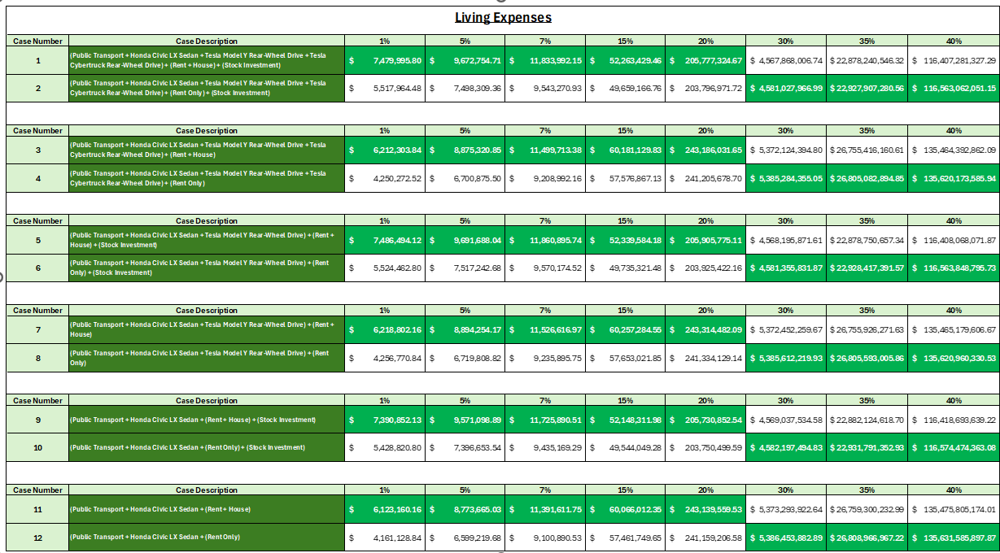 Living Expenses
Case Number Case Description 1% 5% 7% 15% 20% 30% 35% 40%
1 (Public Transport + Honda Civic LX Sedan + Tesla Model Y Rear-Wheel Drive + Tesla Cybertruck Rear-Wheel Drive) + (Rent + House) + (Stock Investment) $ 7,479,995.80 $ 9,672,754.71 $ 11,833,992.15 $ 52,263,429.46 $ 205,777,324.67 $ 4,567,868,006.74 $ 22,878,240,546.32 $ 116,407,281,327.29
2 (Public Transport + Honda Civic LX Sedan + Tesla Model Y Rear-Wheel Drive + Tesla Cybertruck Rear-Wheel Drive) + (Rent Only) + (Stock Investment) $ 5,517,964.48 $ 7,498,309.36 $ 9,543,270.93 $ 49,659,166.76 $ 203,796,971.72 $ 4,581,027,966.99 $ 22,927,907,280.56 $ 116,563,062,051.15
Case Number Case Description 1% 5% 7% 15% 20% 30% 35% 40%
3 (Public Transport + Honda Civic LX Sedan + Tesla Model Y Rear-Wheel Drive + Tesla Cybertruck Rear-Wheel Drive) + (Rent + House) $ 6,212,303.84 $ 8,875,320.85 $ 11,499,713.38 $ 60,181,129.83 $ 243,186,031.65 $ 5,372,124,394.80 $ 26,755,416,160.61 $ 135,464,392,862.09
4 (Public Transport + Honda Civic LX Sedan + Tesla Model Y Rear-Wheel Drive + Tesla Cybertruck Rear-Wheel Drive) + (Rent Only) $ 4,250,272.52 $ 6,700,875.50 $ 9,208,992.16 $ 57,576,867.13 $ 241,205,678.70 $ 5,385,284,355.05 $ 26,805,082,894.85 $ 135,620,173,585.94
Case Number Case Description 1% 5% 7% 15% 20% 30% 35% 40%
5 (Public Transport + Honda Civic LX Sedan + Tesla Model Y Rear-Wheel Drive) + (Rent + House) + (Stock Investment) $ 7,486,494.12 $ 9,691,688.04 $ 11,860,895.74 $ 52,339,584.18 $ 205,905,775.11 $ 4,568,195,871.61 $ 22,878,750,657.34 $ 116,408,068,071.87
6 (Public Transport + Honda Civic LX Sedan + Tesla Model Y Rear-Wheel Drive) + (Rent Only) + (Stock Investment) $ 5,524,462.80 $ 7,517,242.68 $ 9,570,174.52 $ 49,735,321.48 $ 203,925,422.16 $ 4,581,355,831.87 $ 22,928,417,391.57 $ 116,563,848,795.73
Case Number Case Description 1% 5% 7% 15% 20% 30% 35% 40%
7 (Public Transport + Honda Civic LX Sedan + Tesla Model Y Rear-Wheel Drive) + (Rent + House) $ 6,218,802.16 $ 8,894,254.17 $ 11,526,616.97 $ 60,257,284.55 $ 243,314,482.09 $ 5,372,452,259.67 $ 26,755,926,271.63 $ 135,465,179,606.67
8 (Public Transport + Honda Civic LX Sedan + Tesla Model Y Rear-Wheel Drive) + (Rent Only) $ 4,256,770.84 $ 6,719,808.82 $ 9,235,895.75 $ 57,653,021.85 $ 241,334,129.14 $ 5,385,612,219.93 $ 26,805,593,005.86 $ 135,620,960,330.53
Case Number Case Description 1% 5% 7% 15% 20% 30% 35% 40%
9 (Public Transport + Honda Civic LX Sedan + (Rent + House) + (Stock Investment) $ 7,390,852.13 $ 9,571,098.89 $ 11,725,890.51 $ 52,148,311.98 $ 205,730,852.54 $ 4,569,037,534.58 $ 22,882,124,618.70 $ 116,418,693,639.22
10 (Public Transport + Honda Civic LX Sedan + (Rent Only) + (Stock Investment) $ 5,428,820.80 $ 7,396,653.54 $ 9,435,169.29 $ 49,544,049.28 $ 203,750,499.59 $ 4,582,197,494.83 $ 22,931,791,352.93 $ 116,574,474,363.08
Case Number Case Description 1% 5% 7% 15% 20% 30% 35% 40%
11 (Public Transport + Honda Civic LX Sedan + (Rent + House) $ 6,123,160.16 $ 8,773,665.03 $ 11,391,611.75 $ 60,066,012.35 $ 243,139,559.53 $ 5,373,293,922.64 $ 26,759,300,232.99 $ 135,475,805,174.01
12 (Public Transport + Honda Civic LX Sedan + (Rent Only) $ 4,161,128.84 $ 6,599,219.68 $ 9,100,890.53 $ 57,461,749.65 $ 241,159,206.58 $ 5,386,453,882.89 $ 26,808,966,967.22 $ 135,631,585,897.87